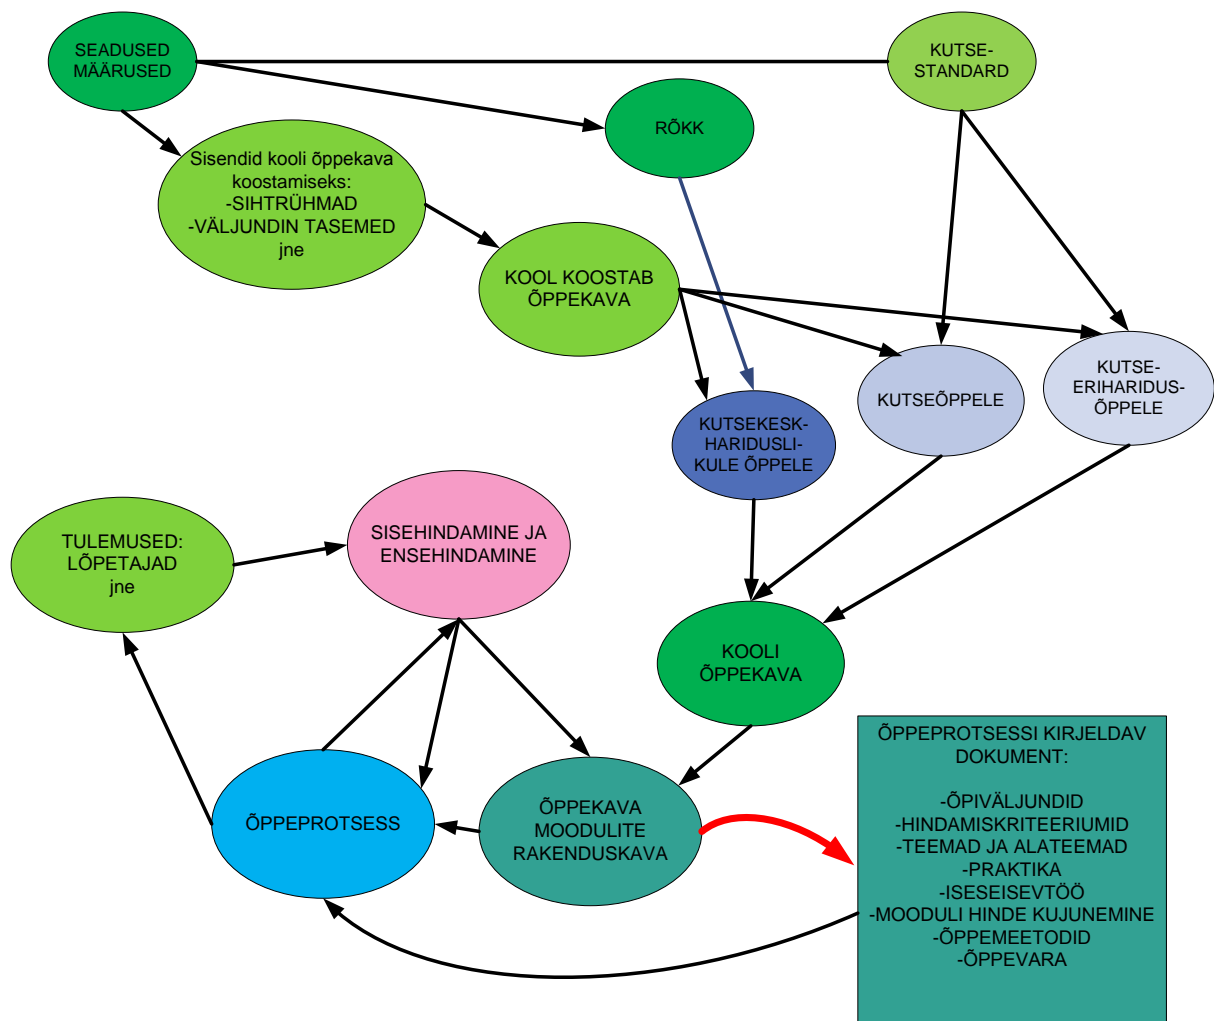 SEADUSED
MÄÄRUSED
KUTSE-
STANDARD
RÕKK
Sisendid kooli õppekava
koostamiseks:
-SIHTRÜHMAD
-VÄLJUNDIN TASEMED
jne
KOOL KOOSTAB
ÕPPEKAVA
KUTSE-
ERIHARIDUS-
ÕPPELE
KUTSEÕPPELE
KUTSEKESK-
HARIDUSLI-
KULE ÕPPELE
SISEHINDAMINE JA
ENSEHINDAMINE
TULEMUSED:
LÕPETAJAD
jne
KOOLI
ÕPPEKAVA
ÕPPEPROTSESS
ÕPPEKAVA
MOODULITE
RAKENDUSKAVA
ÕPPEPROTSESSI KIRJELDAV
DOKUMENT:
-ÕPIVÄLJUNDID
-HINDAMISKRITEERIUMID
-TEEMAD JA ALATEEMAD
-PRAKTIKA
-ISESEISEVTÖÖ
-MOODULI HINDE KUJUNEMINE
-ÕPPEMEETODID
-ÕPPEVARA